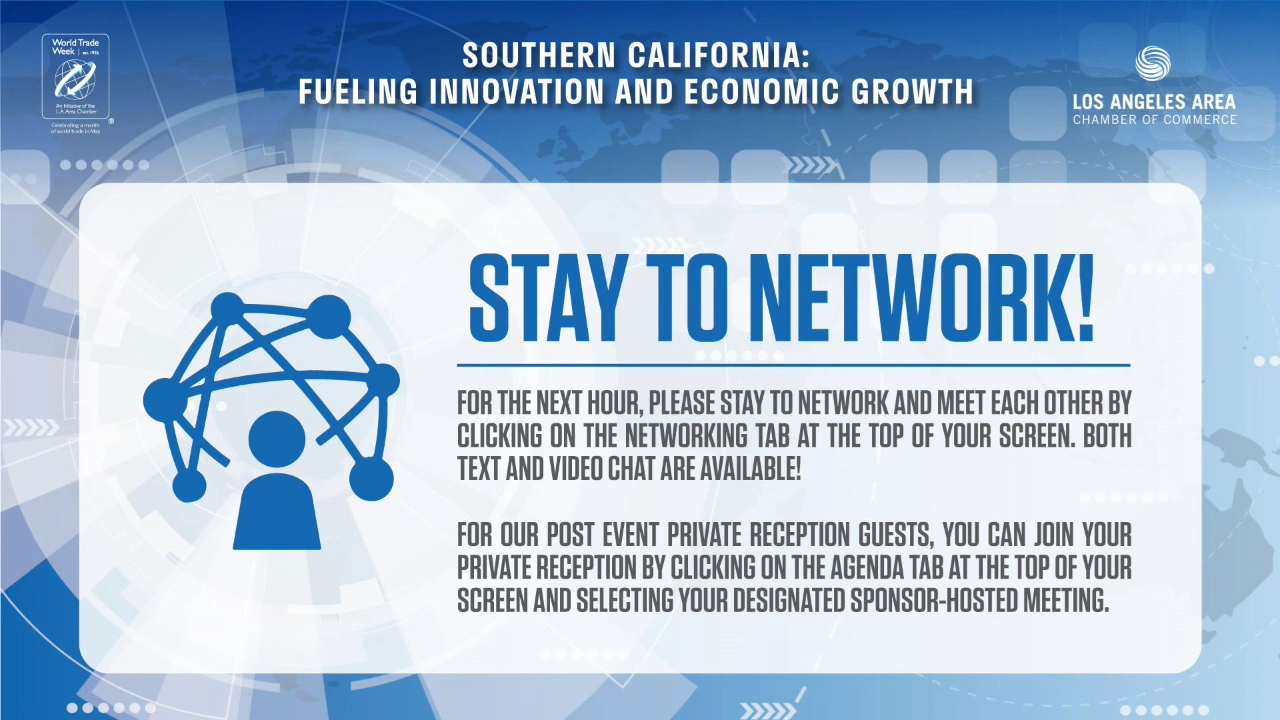 World Trade
Week | est. 1926
An Initiative of the
L.A. Area Chamber
®
Celebrating a month
of world trade in May
SOUTHERN CALIFORNIA:
FUELING INNOVATION AND ECONOMIC GROWTH
LOS ANGELES AREA
CHAMBER OF COMMERCE
STAY TO NETWORK!
FOR THE NEXT HOUR, PLEASE STAY TO NETWORK AND MEET EACH OTHER BY
CLICKING ON THE NETWORKING TAB AT THE TOP OF YOUR SCREEN. BOTH
TEXT AND VIDEO CHAT ARE AVAILABLE!
FOR OUR POST EVENT PRIVATE RECEPTION GUESTS, YOU CAN JOIN YOUR
PRIVATE RECEPTION BY CLICKING ON THE AGENDA TAB AT THE TOP OF YOUR
SCREEN AND SELECTING YOUR DESIGNATED SPONSOR-HOSTED MEETING.